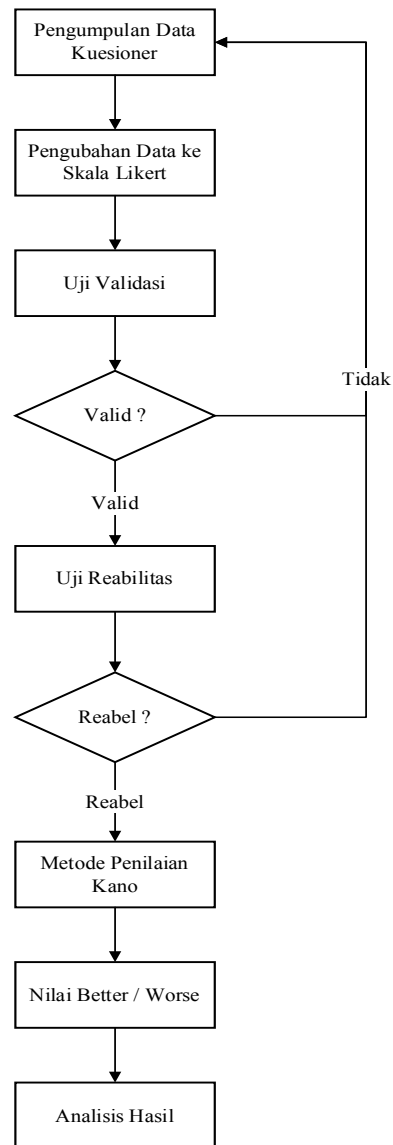 Pengumpulan Data
Kuesioner
Pengubahan Data ke
Skala Likert
Uji Validasi
Tidak
Valid ?
Valid
Uji Reabilitas
Reabel ?
Reabel
Metode Penilaian
Kano
Nilai Better / Worse
Analisis Hasil